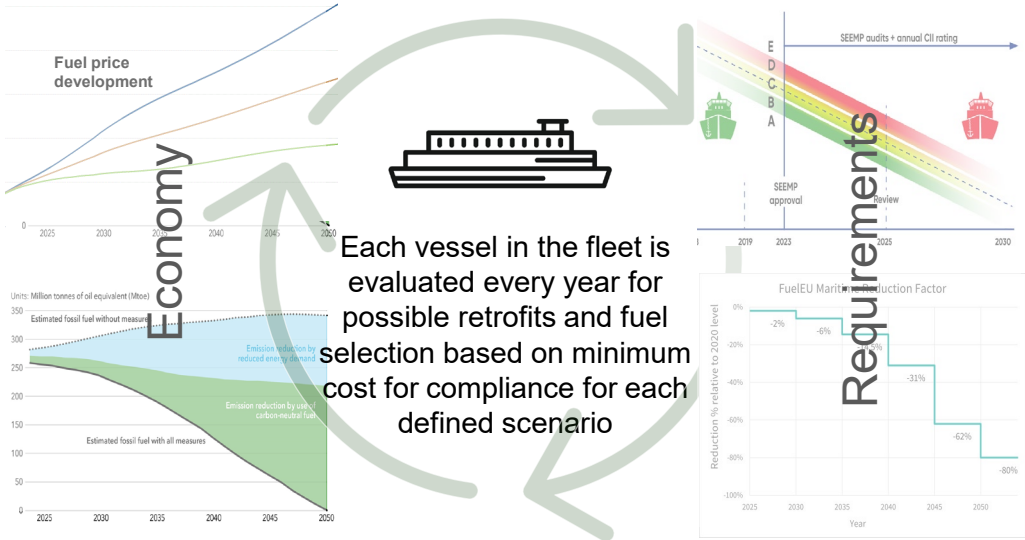 Fuel price
development
0
2025
2030
2040
2045
2050
Economy
Units: Million tonnes of oil equivalent (Mtoe)
350
300
250
200
150
100
50
0
Estimated fossil fuel without measure
Emission reduction by
reduced energy demand
Emission reduction by use of
carbon-neutral fuel
Estimated fossil fuel with all measures
2025
2030
2035
2040
2045
2050
Each vessel in the fleet is
evaluated every year for
possible retrofits and fuel
selection based on minimum
cost for compliance for each
defined scenario
SEEMP audits + annual CII rating
E
D
C
B
A
SEEMP
approval
Review
2019
2023
2025
2030
Requirements
FuelEU Maritime Reduction Factor
Reduction % relative to 2020 level
0%
-20%
-40%
-60%
-80%
-100%
-2%
-6%
-31%
-62%
-80%
2025
2030
2035
2040
2045
2050
Year